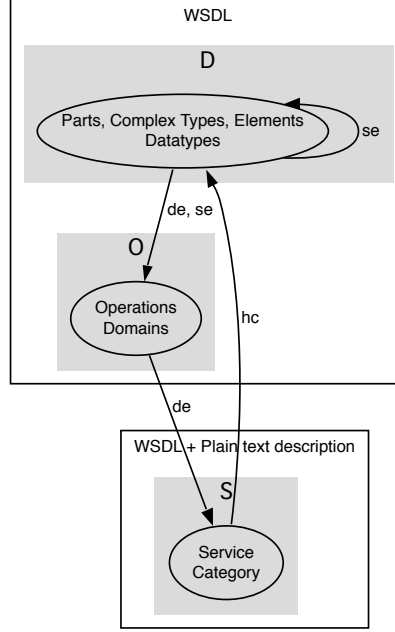 WSDL
D
Parts, Complex Types, Elements
Datatypes
se
de, se
O
Operations
Domains
hc
de
WSDL + Plain text description
S
Service
Category